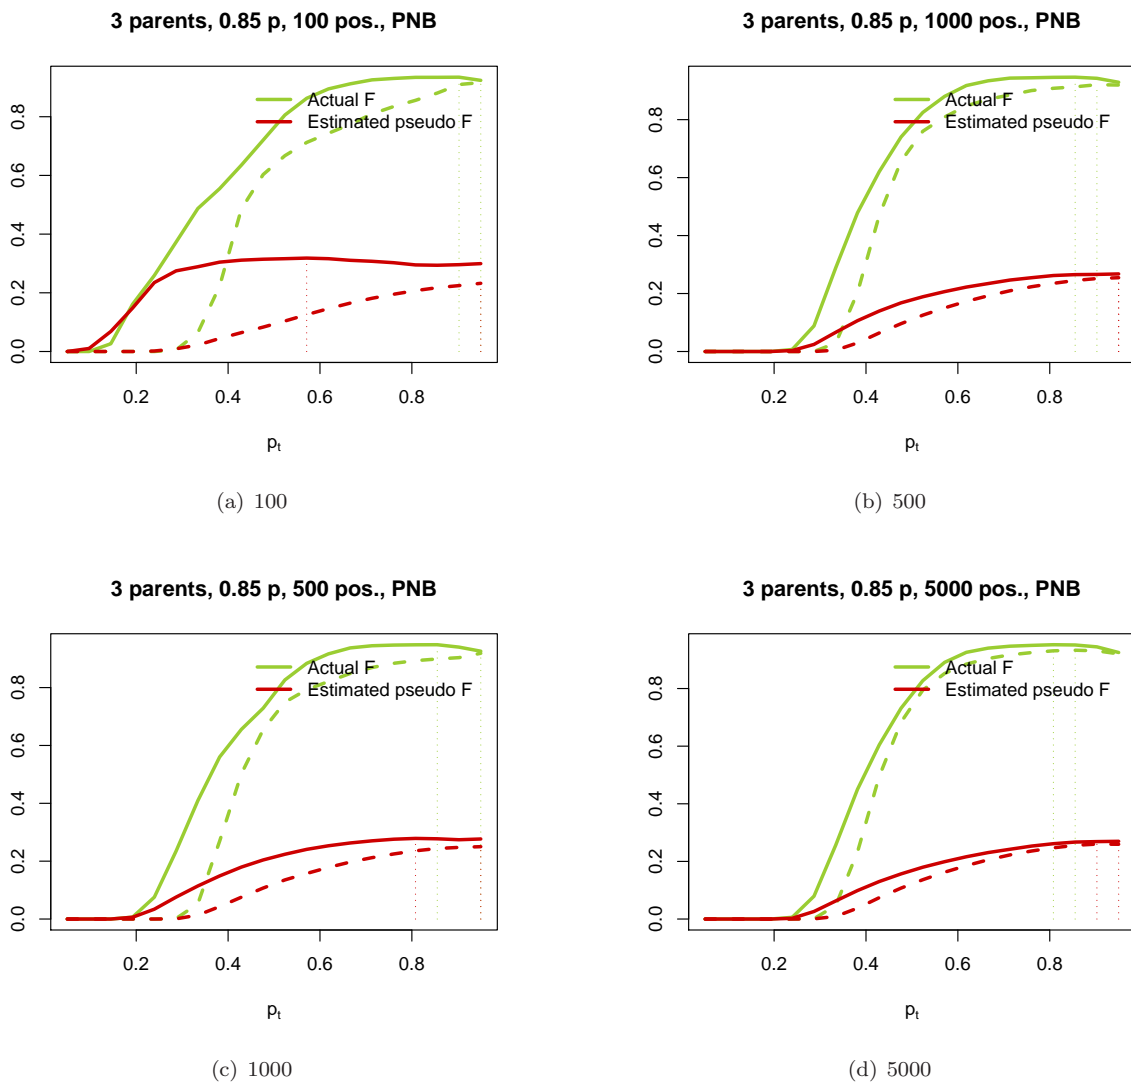 3 parents, 0.85 p, 100 pos., PNB
Actual F
Estimated pseudo F
0.0
0.2
0.4
0.6
0.8
0.2
0.4
0.6
0.8
pₜ
(a) 100
3 parents, 0.85 p, 1000 pos., PNB
Actual F
Estimated pseudo F
0.0
0.2
0.4
0.6
0.8
0.2
0.4
0.6
0.8
pₜ
(b) 500
3 parents, 0.85 p, 500 pos., PNB
Actual F
Estimated pseudo F
0.0
0.2
0.4
0.6
0.8
0.2
0.4
0.6
0.8
pₜ
(c) 1000
3 parents, 0.85 p, 5000 pos., PNB
Actual F
Estimated pseudo F
0.0
0.2
0.4
0.6
0.8
0.2
0.4
0.6
0.8
pₜ
(d) 5000